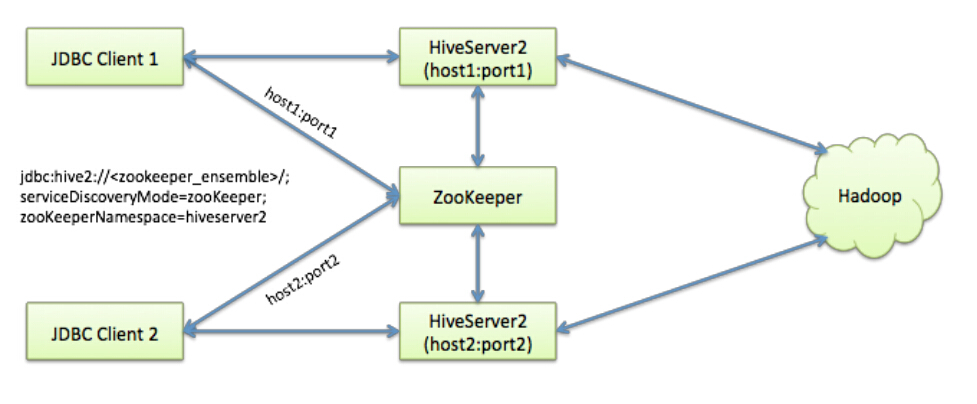 JDBC Client 1
HiveServer2
(host1:port1)
host1:port1
jdbc:hive2://<zookeeper_ensemble>/;
serviceDiscoveryMode=zooKeeper;
zooKeeperNamespace=hiveserver2
ZooKeeper
Hadoop
host2:port2
JDBC Client 2
HiveServer2
(host2:port2)